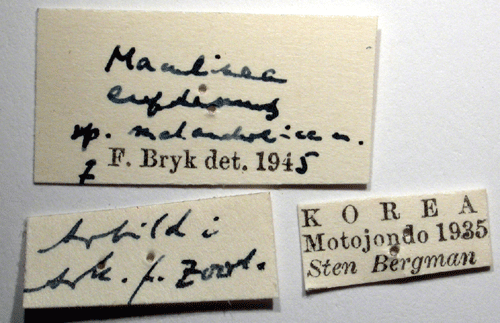 Maculinea
euphemus
sp. melancholica n.
F. Bryk det. 1945
Avbild i
Ark. f. Zool.
K O R E A
Motojondo 1935
Sten Bergman